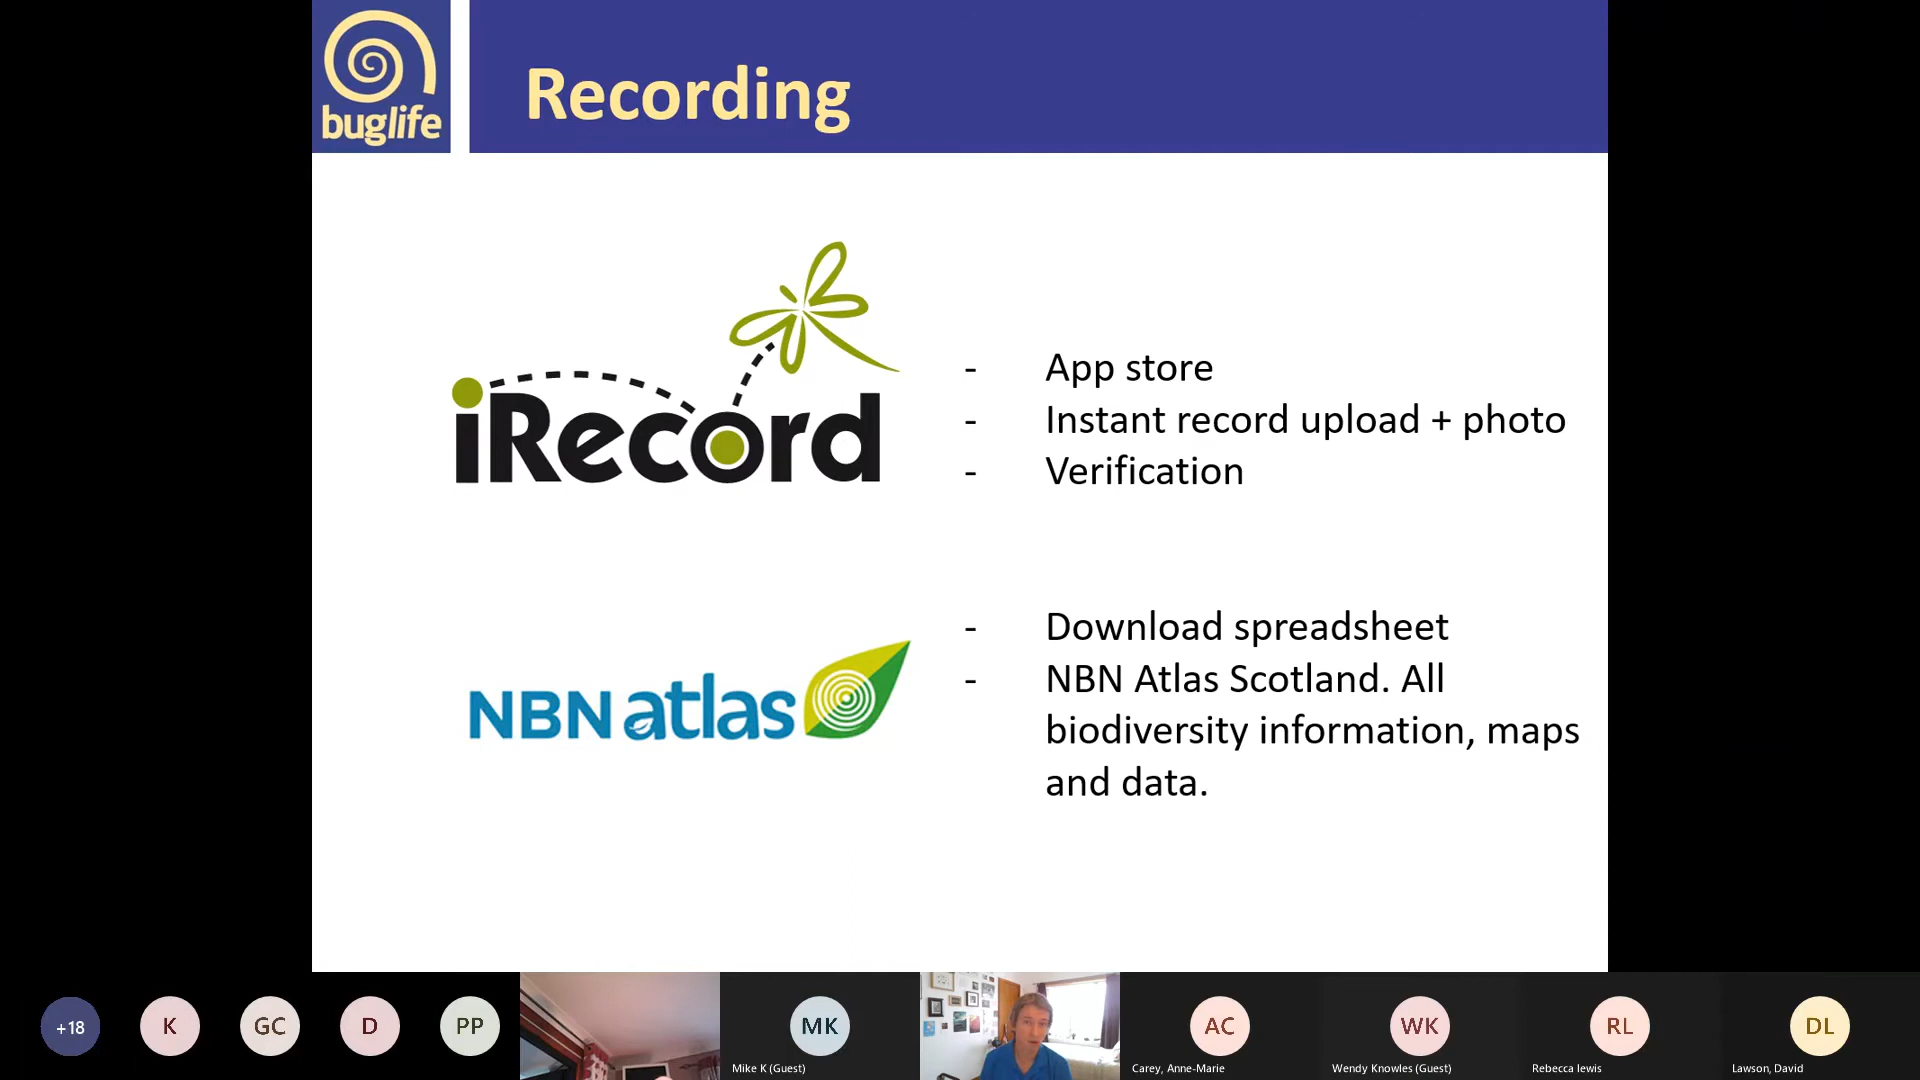 buglife
Recording
iRecord
- App store
- Instant record upload + photo
- Verification
NBN atlas
- Download spreadsheet
- NBN Atlas Scotland. All
biodiversity information, maps
and data.
+18
K
GC
D
PP
MK
Mike K (Guest)
AC
Carey, Anne-Marie
WK
Wendy Knowles (Guest)
RL
Rebecca lewis
DL
Lawson, David